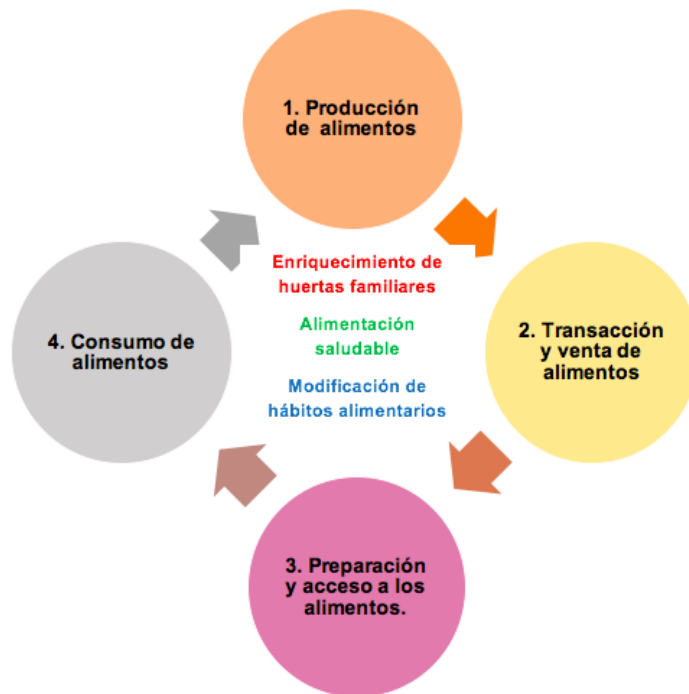 1. Producción
de alimentos
Enriquecimiento de
huertas familiares
Alimentación
saludable
Modificación de
hábitos alimentarios
2. Transacción
y venta de
alimentos
3. Preparación
y acceso a los
alimentos.
4. Consumo de
alimentos